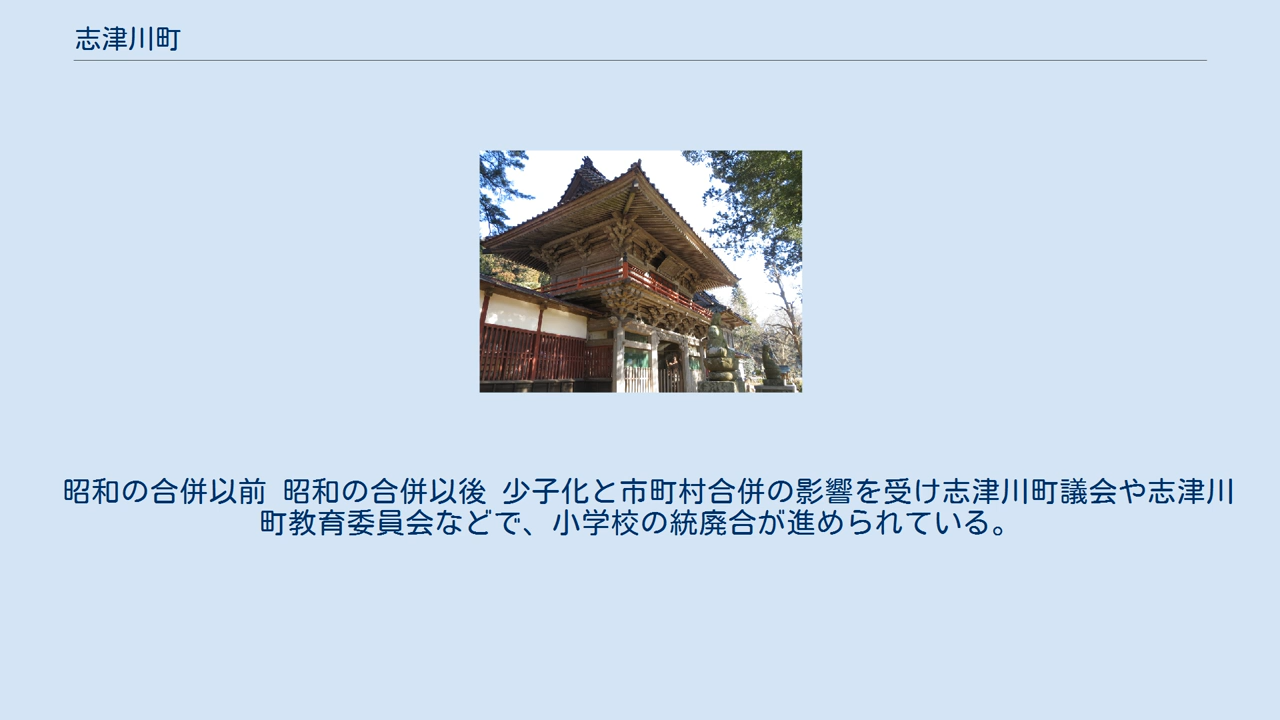 志津川町
昭和の合併以前 昭和の合併以後 少子化と市町村合併の影響を受け志津川町議会や志津川
町教育委員会などで、小学校の統廃合が進められている。